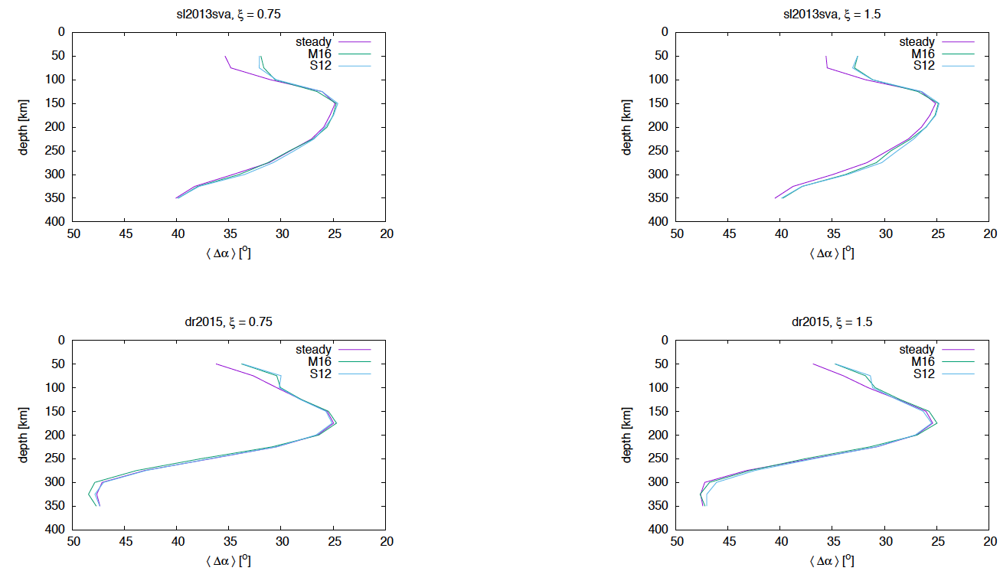 sl2013sva, ξ = 0.75
0
50
100
150
200
250
300
350
400
depth [km]
steady
M16
S12
50 45 40 35 30 25 20
⟨ Δα ⟩ [°]
sl2013sva, ξ = 1.5
0
50
100
150
200
250
300
350
400
depth [km]
steady
M16
S12
50 45 40 35 30 25 20
⟨ Δα ⟩ [°]
dr2015, ξ = 0.75
0
50
100
150
200
250
300
350
400
depth [km]
steady
M16
S12
50 45 40 35 30 25 20
⟨ Δα ⟩ [°]
dr2015, ξ = 1.5
0
50
100
150
200
250
300
350
400
depth [km]
steady
M16
S12
50 45 40 35 30 25 20
⟨ Δα ⟩ [°]